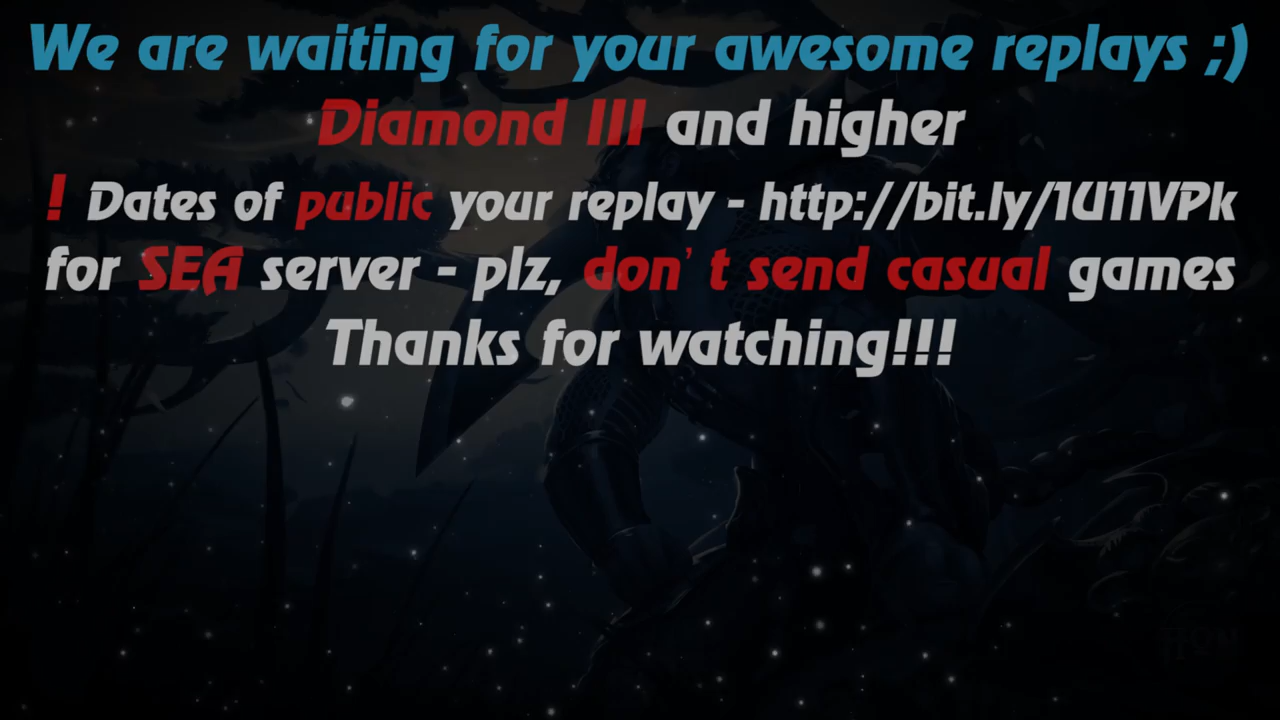 We are waiting for your awesome replays ;)
Diamond III and higher
! Dates of public your replay - http://bit.ly/1U11VPk
for SEA server - plz, don't send casual games
Thanks for watching!!!